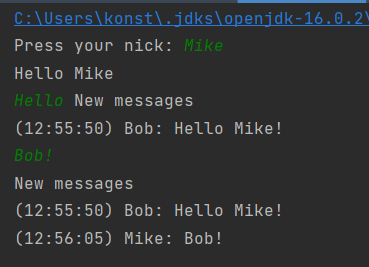 C:\Users\konst\.jdks\openjdk-16.0.2\
Press your nick: Mike
Hello Mike
Hello New messages
(12:55:50) Bob: Hello Mike!
Bob!
New messages
(12:55:50) Bob: Hello Mike!
(12:56:05) Mike: Bob!